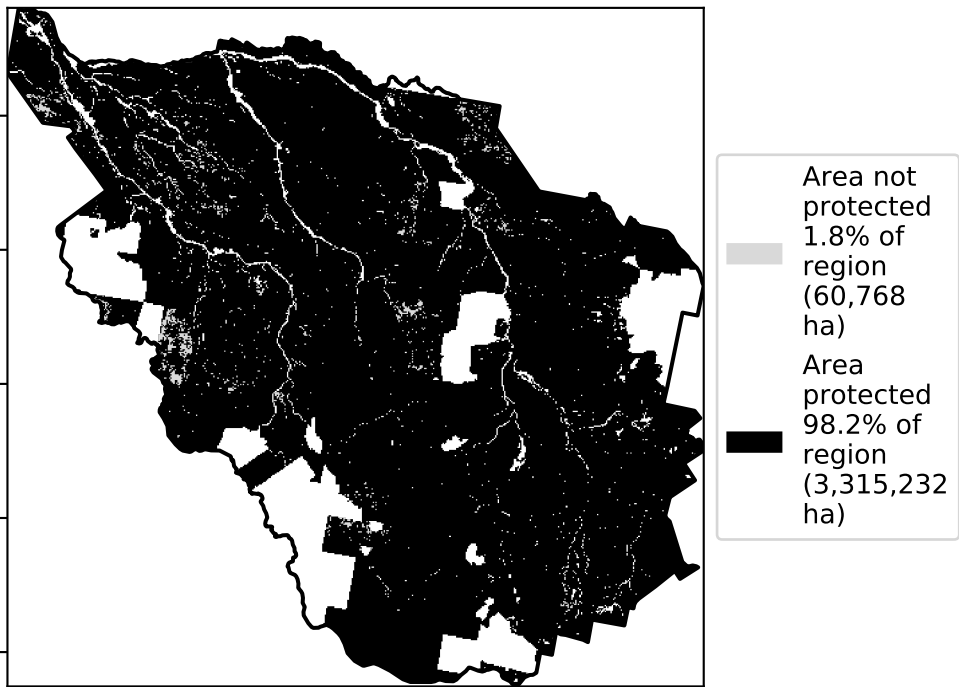 Area not
protected
1.8% of
region
(60,768
ha)
Area
protected
98.2% of
region
(3,315,232
ha)